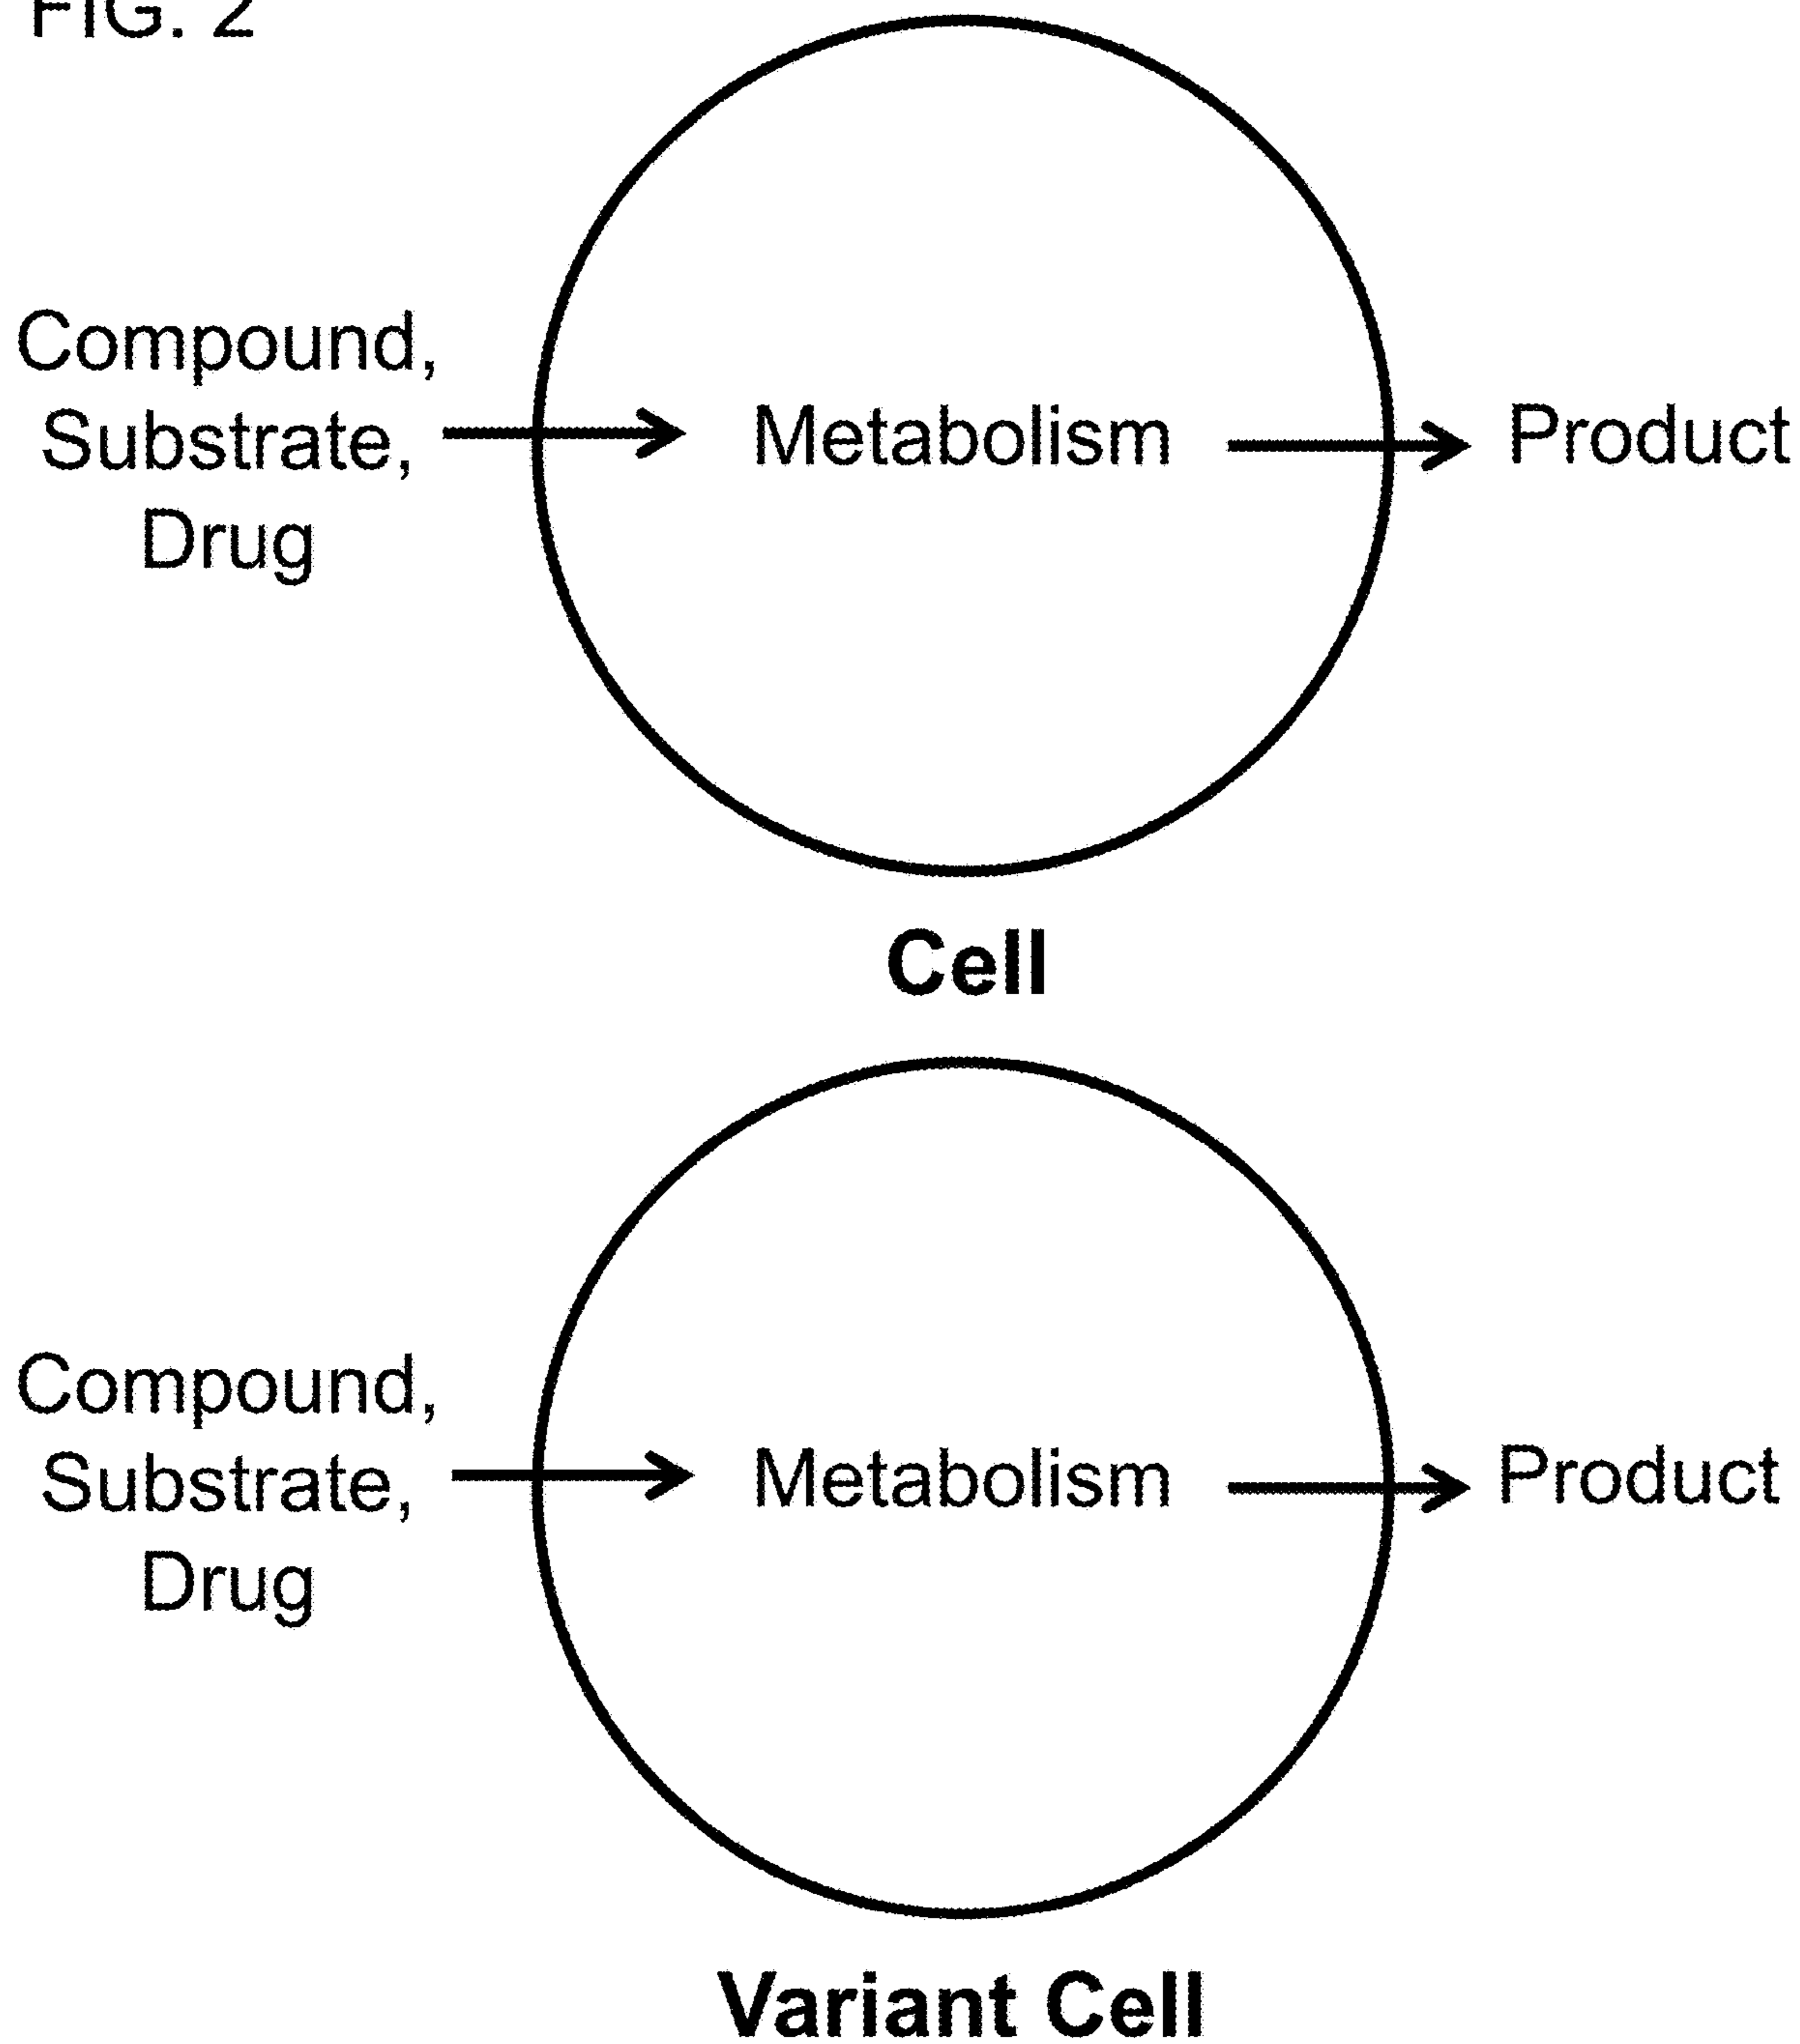 FIG. 2
Compound,
Substrate,
Drug
Metabolism
Product
Cell
Compound,
Substrate,
Drug
Metabolism
Product
Variant Cell